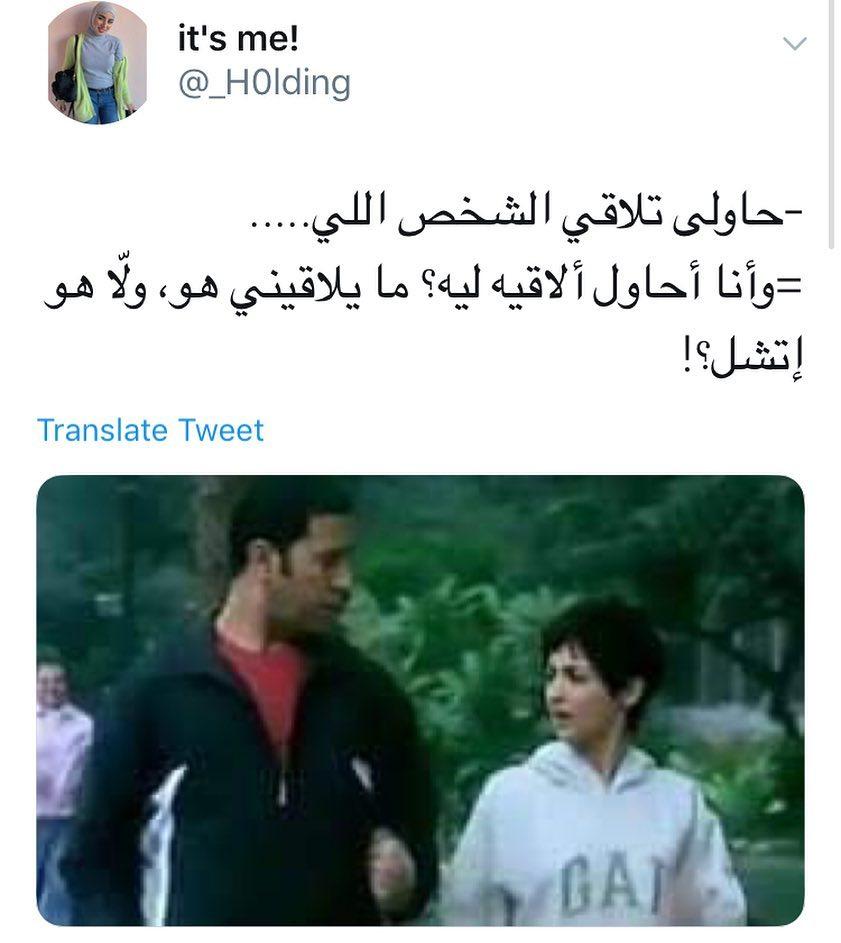 it's me!
@_H0lding
-حاولى تلاقي الشخص اللي.....
=وأنا أحاول ألاقيه ليه؟ ما يلاقيني هو، ولّا هو
إتشل؟!
Translate Tweet
GAP